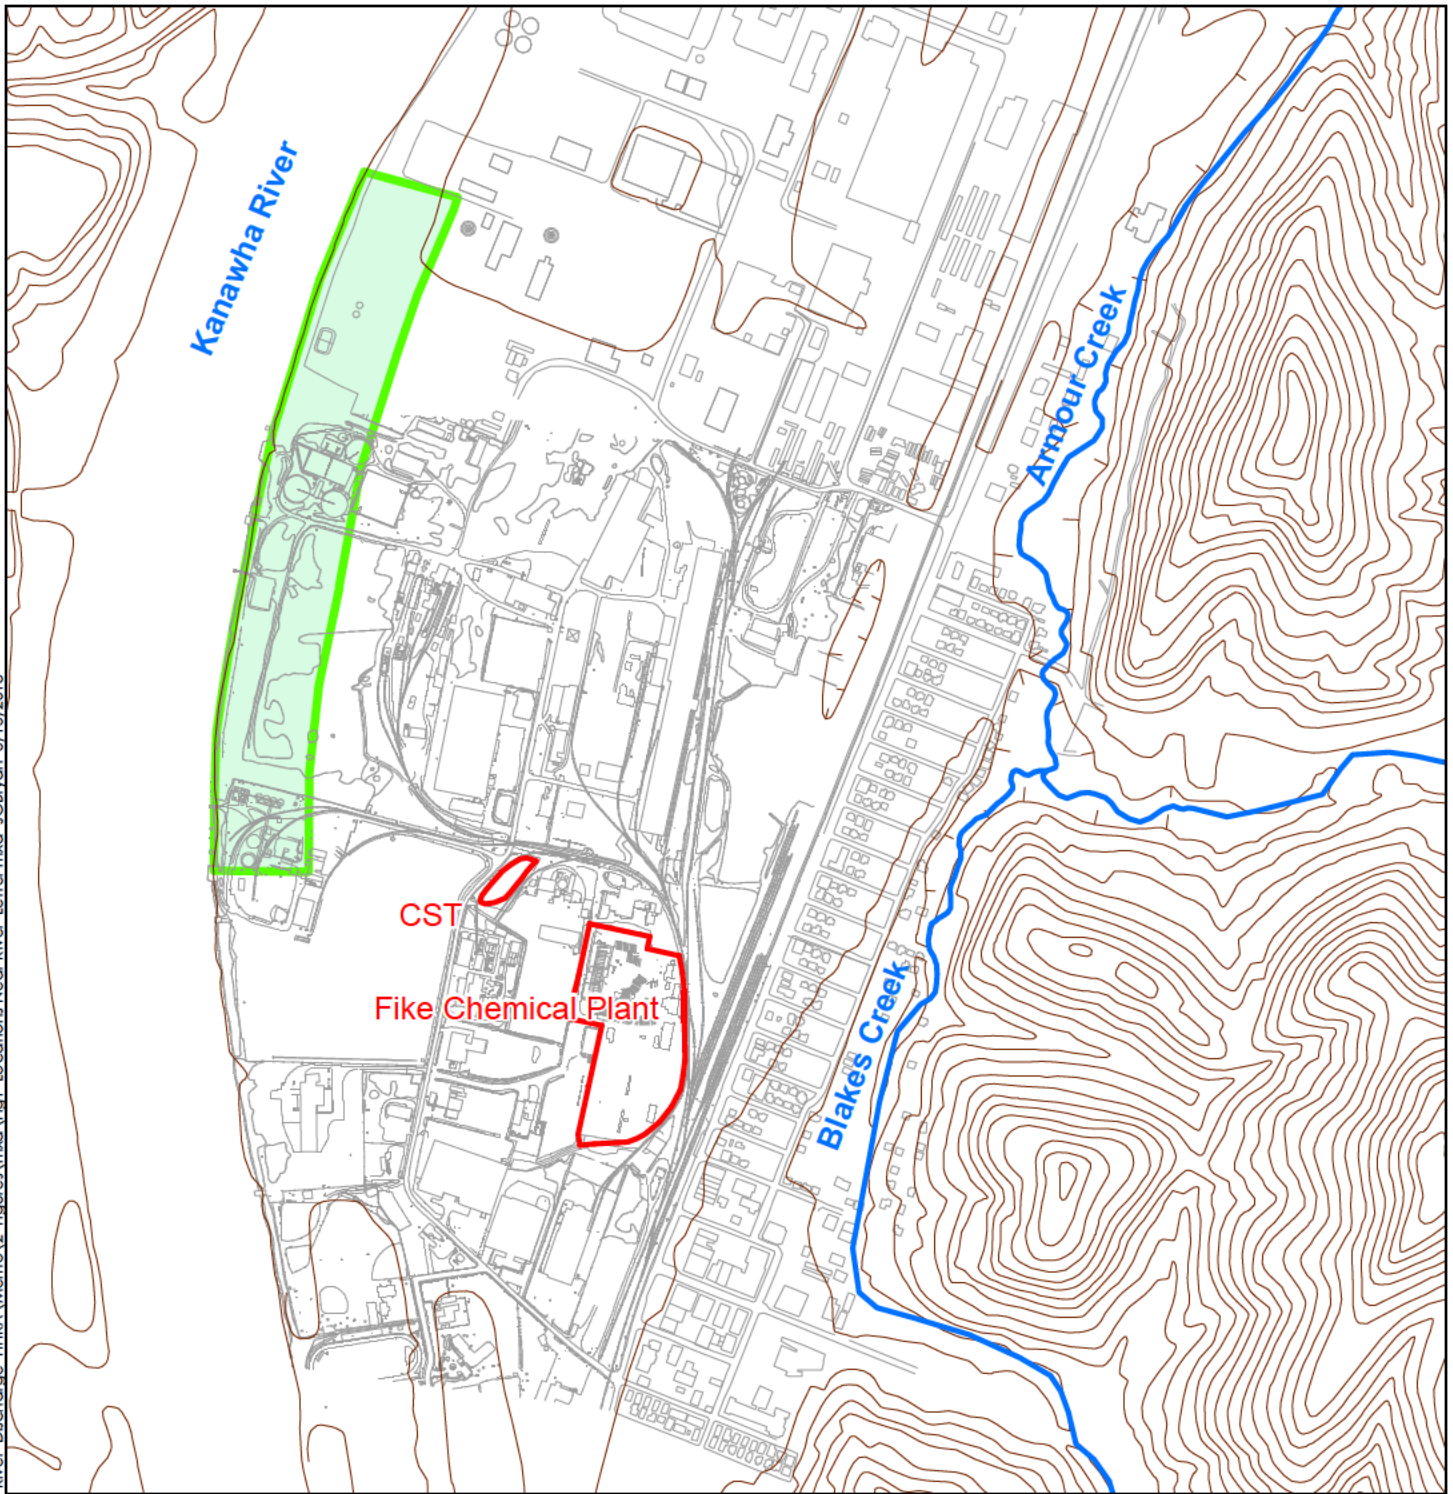 Kanawha River
Armour Creek
CST
Fike Chemical Plant
Blakes Creek